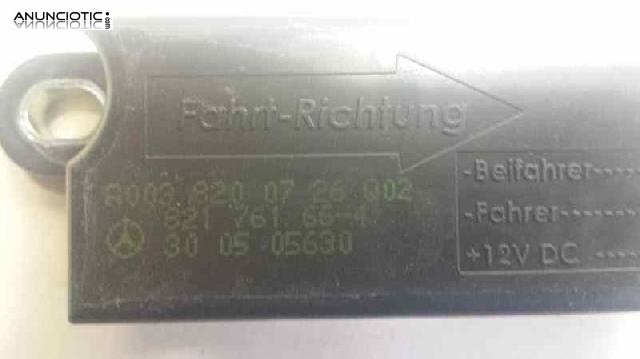 ANUNCIOTIC.com
Fahrt-Richtung
A003 820 07 26 Q02
821 761 66-4
30 05 05630
-Beifahrer
-Fahrer
+12V DC